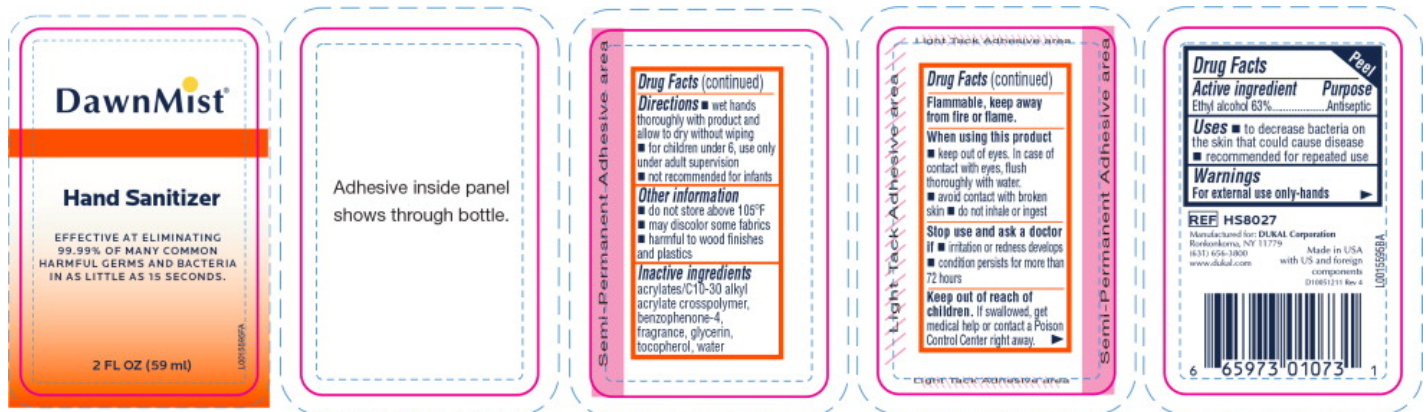 DawnMist®
Hand Sanitizer
EFFECTIVE AT ELIMINATING
99.99% OF MANY COMMON
HARMFUL GERMS AND BACTERIA
IN AS LITTLE AS 15 SECONDS.
2 FL OZ (59 ml)
L0015595FA
Adhesive inside panel
shows through bottle.
Semi-Permanent Adhesive area
Drug Facts (continued)
Directions ■ wet hands
thoroughly with product and
allow to dry without wiping
■ for children under 6, use only
under adult supervision
■ not recommended for infants
Other information
■ do not store above 105°F
■ may discolor some fabrics
■ harmful to wood finishes
and plastics
Inactive ingredients
acrylates/C10-30 alkyl
acrylate crosspolymer,
benzophenone-4,
fragrance, glycerin,
tocopherol, water
Light Tack Adhesive area
Light Tack Adhesive area
Drug Facts (continued)
Flammable, keep away
from fire or flame.
When using this product
■ keep out of eyes. In case of
contact with eyes, flush
thoroughly with water.
■ avoid contact with broken
skin ■ do not inhale or ingest
Stop use and ask a doctor
if ■ irritation or redness develops
■ condition persists for more than
72 hours
Keep out of reach of
children. If swallowed, get
medical help or contact a Poison
Control Center right away. ►
Semi-Permanent Adhesive area
Light Tack Adhesive area
Peel
Drug Facts
Active ingredient Purpose
Ethyl alcohol 63%......................Antiseptic
Uses ■ to decrease bacteria on
the skin that could cause disease
■ recommended for repeated use
Warnings
For external use only-hands ►
REF HS8027
Manufactured for: DUKAL Corporation
Ronkonkoma, NY 11779
(631) 656-3800
www.dukal.com
Made in USA
with US and foreign
components
D10851211 Rev 4
L0015595BA
6 65973 01073 1